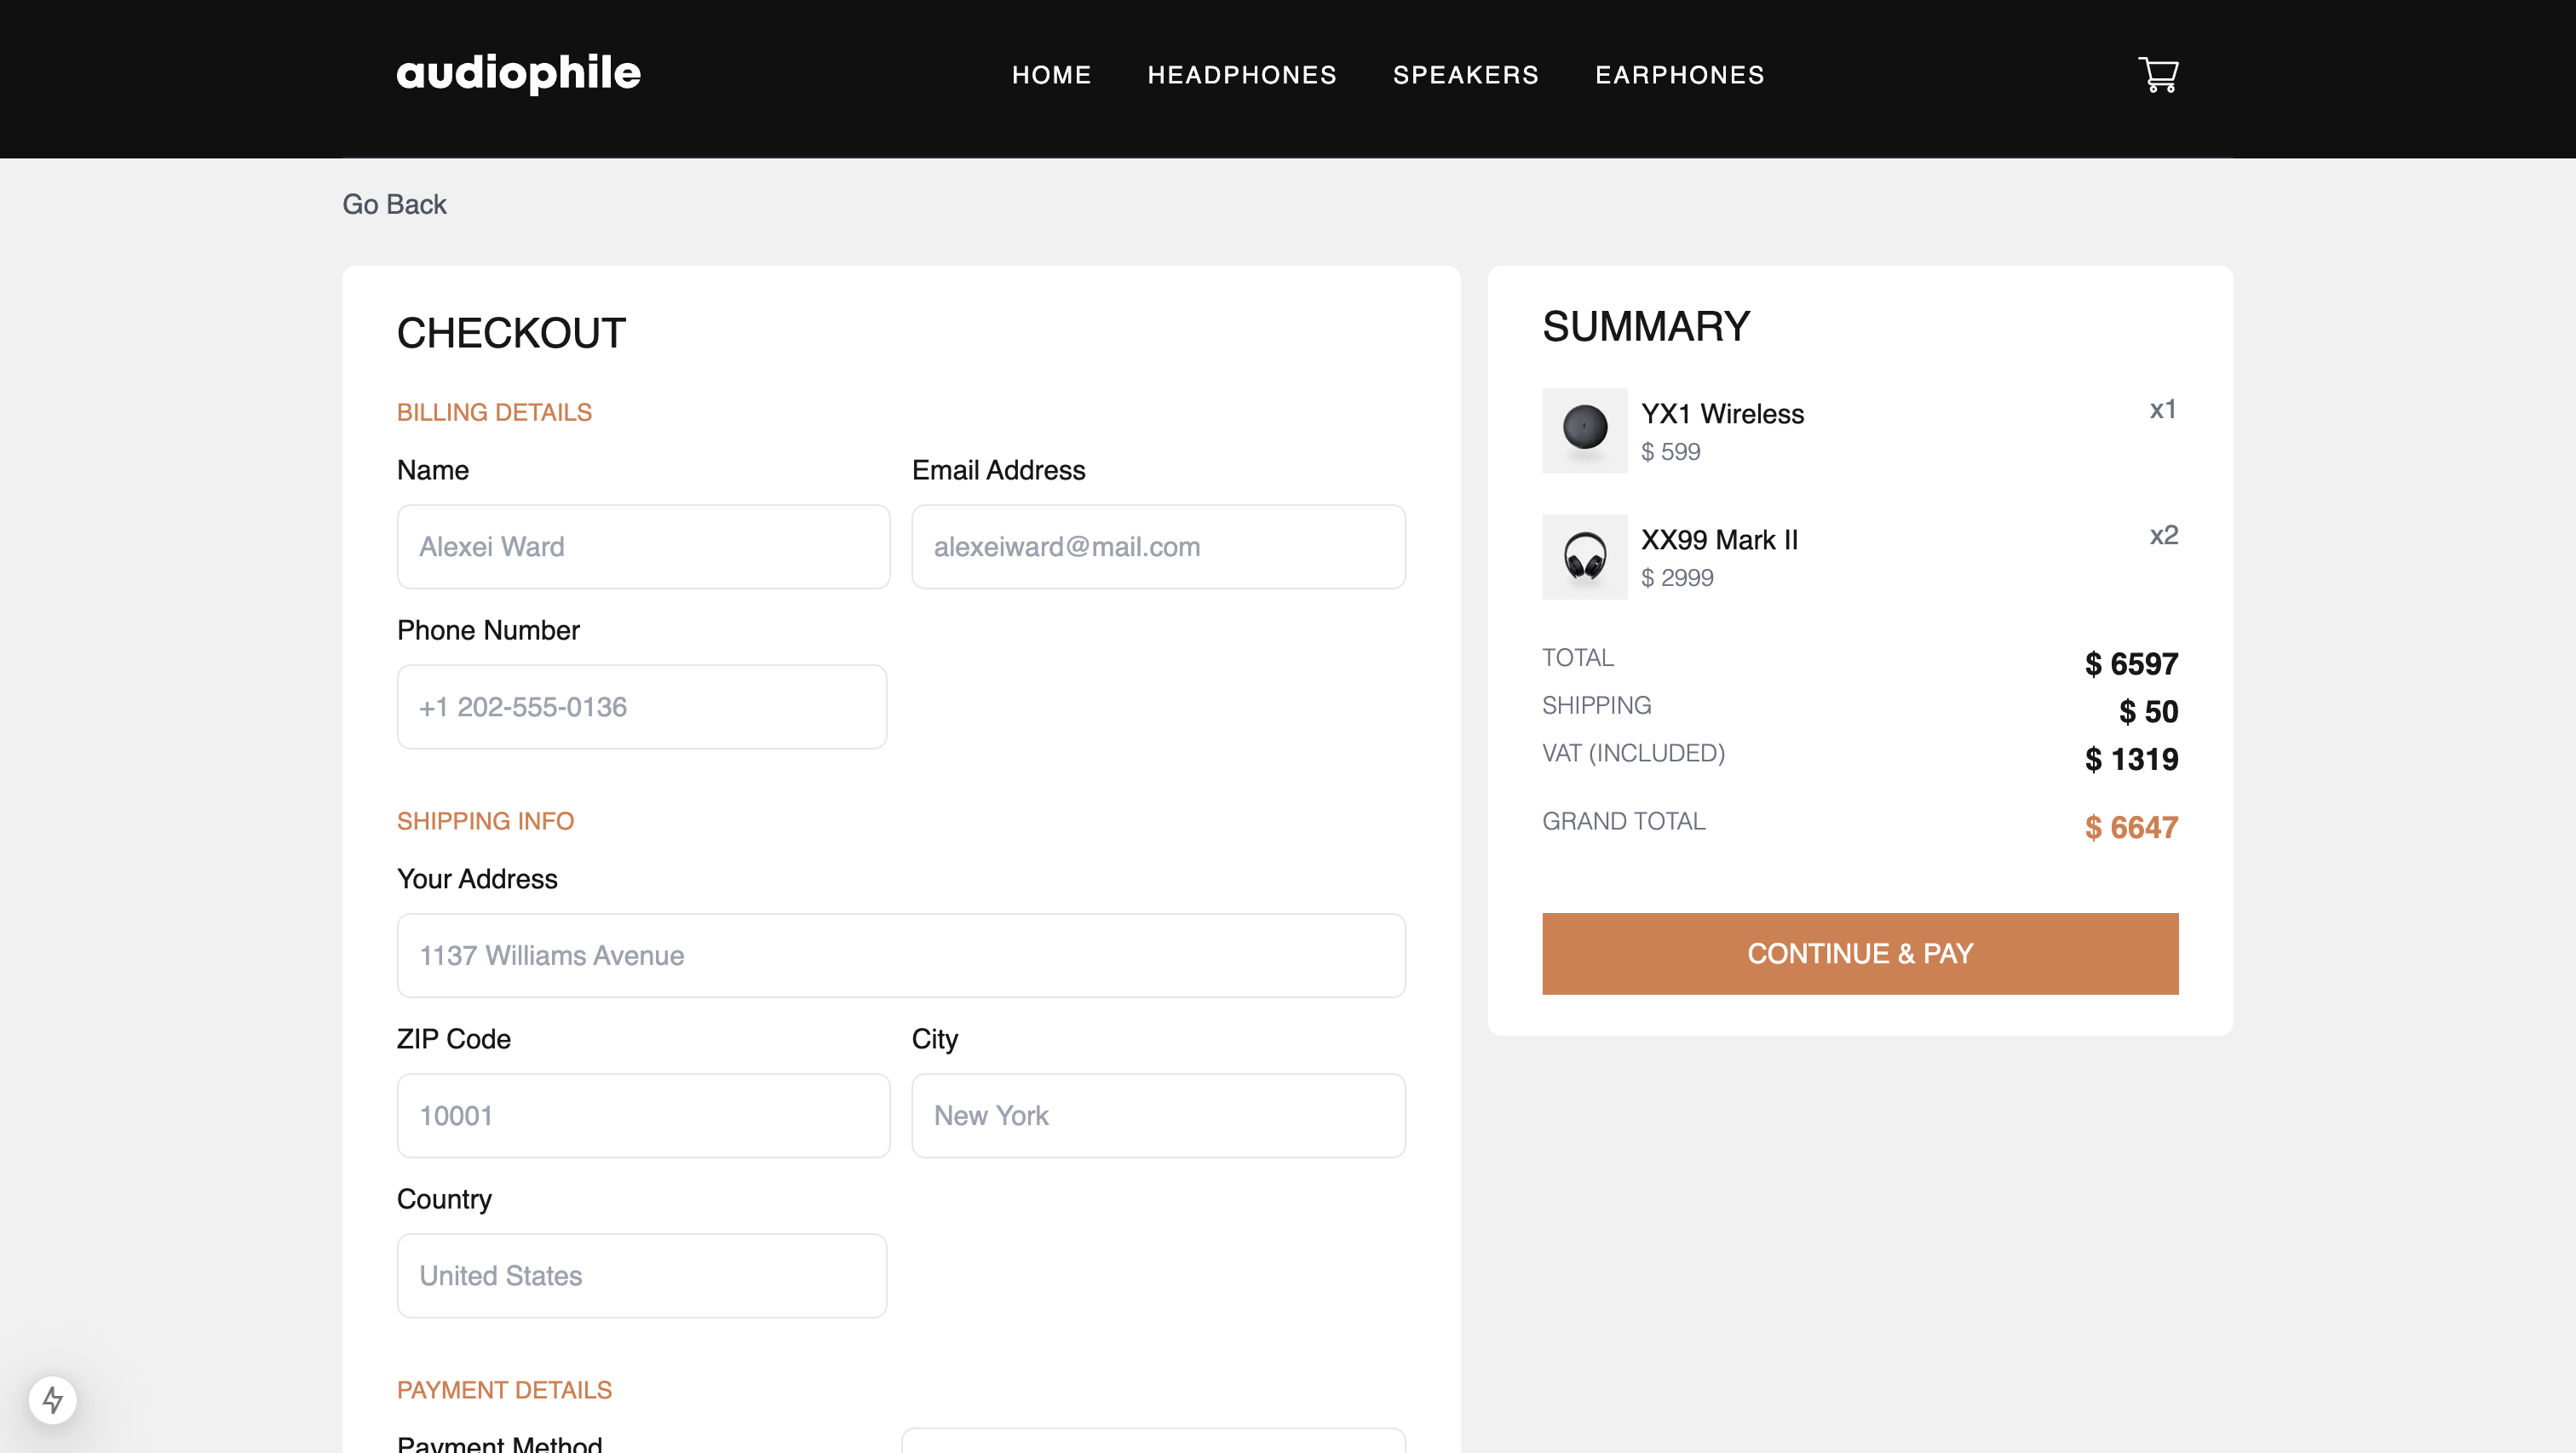 audiophile
HOME HEADPHONES SPEAKERS EARPHONES
Go Back
CHECKOUT
BILLING DETAILS
Name Email Address
Alexei Ward alexeiward@mail.com
Phone Number
+1 202-555-0136
SHIPPING INFO
Your Address
1137 Williams Avenue
ZIP Code City
10001 New York
Country
United States
PAYMENT DETAILS
Payment Method
SUMMARY
YX1 Wireless x1
$ 599
XX99 Mark II x2
$ 2999
TOTAL $ 6597
SHIPPING $ 50
VAT (INCLUDED) $ 1319
GRAND TOTAL $ 6647
CONTINUE & PAY